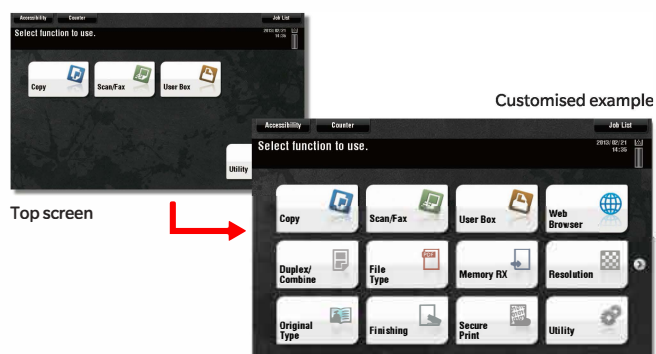 Accessibility Counter Job List
Select function to use.
2013/02/21
14:35
Copy Scan/Fax User Box
Utility
Top screen
Customised example
Accessibility Counter Job List
Select function to use.
2013/02/21
14:35
Copy Scan/Fax User Box Web
Browser
Duplex/
Combine File
Type PDF Memory RX Resolution
Original
Type Finishing Secure
Print Utility